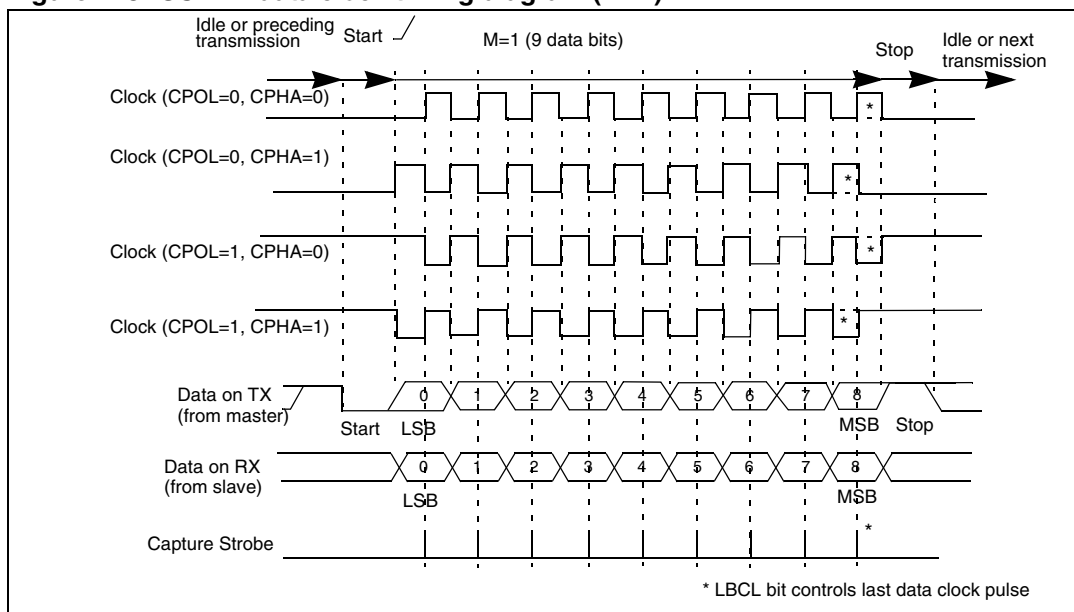 Idle or preceding
transmission
Start
M=1 (9 data bits)
Stop
Idle or next
transmission
Clock (CPOL=0, CPHA=0)
*
Clock (CPOL=0, CPHA=1)
*
Clock (CPOL=1, CPHA=0)
*
Clock (CPOL=1, CPHA=1)
*
Data on TX
(from master)
0 1 2 3 4 5 6 7 8
Start LSB MSB Stop
Data on RX
(from slave)
0 1 2 3 4 5 6 7 8
LSB MSB
Capture Strobe
*
* LBCL bit controls last data clock pulse